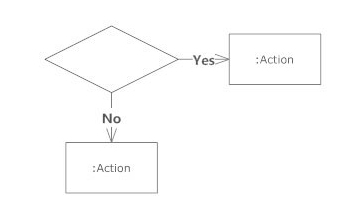 Yes
:Action
No
:Action